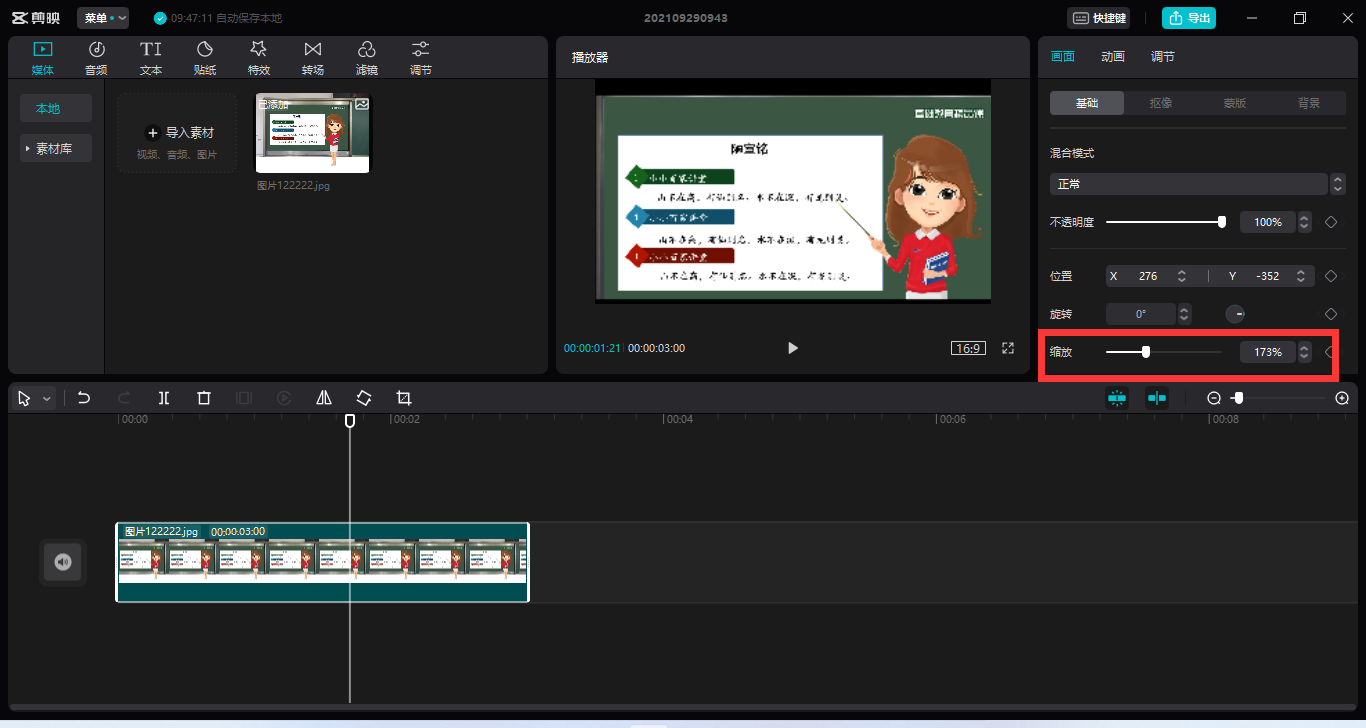 剪映 菜单 09:47:11 自动保存本地 202109290943 快捷键 导出
媒体 音频 文本 贴纸 特效 转场 滤镜 调节
本地
素材库
导入素材
视频、音频、图片
已添加
图片122222.jpg
播放器
00:00:01:21 00:00:03:00 16:9
画面 动画 调节
基础 抠像 蒙版 背景
混合模式
正常
不透明度 100%
位置 X 276 Y -352
旋转 0°
缩放 173%
00:00 00:02 00:04 00:06 00:08
图片122222.jpg 00:00:03:00